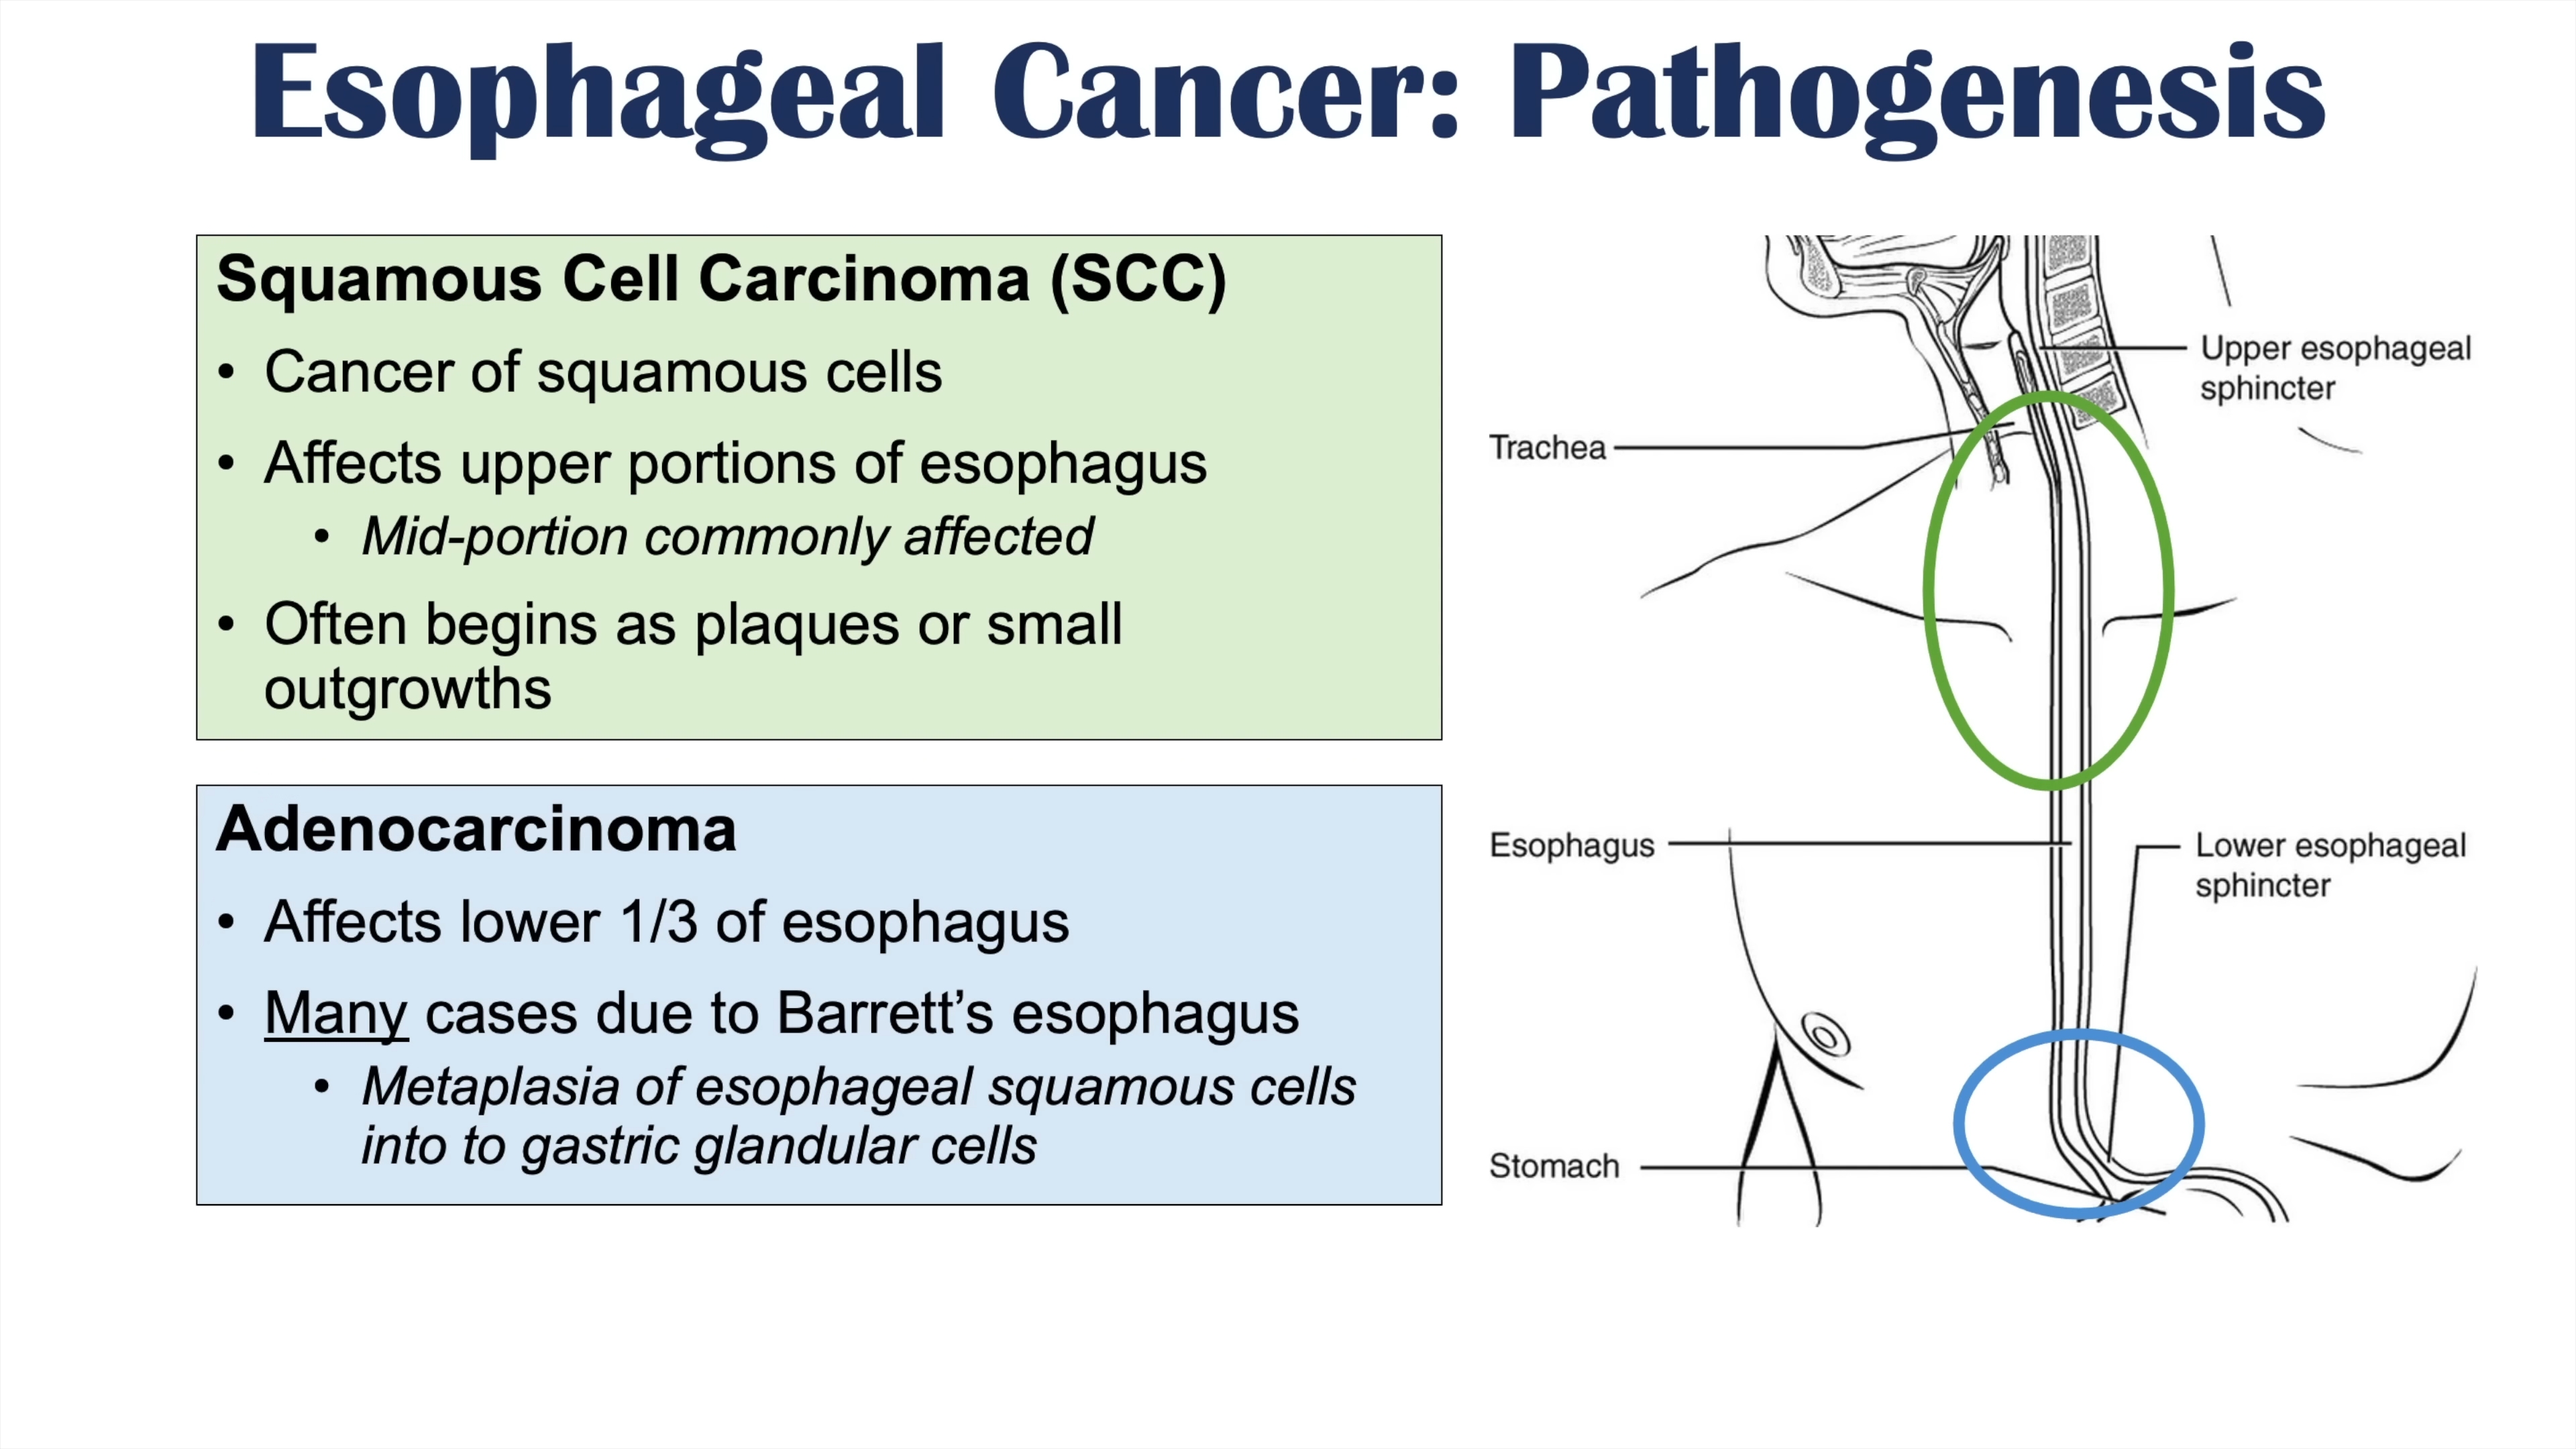 Esophageal Cancer: Pathogenesis
Squamous Cell Carcinoma (SCC)
• Cancer of squamous cells
• Affects upper portions of esophagus
• Mid-portion commonly affected
• Often begins as plaques or small
outgrowths
Adenocarcinoma
• Affects lower 1/3 of esophagus
• Many cases due to Barrett’s esophagus
• Metaplasia of esophageal squamous cells
into to gastric glandular cells
Upper esophageal
sphincter
Trachea
Esophagus
Lower esophageal
sphincter
Stomach